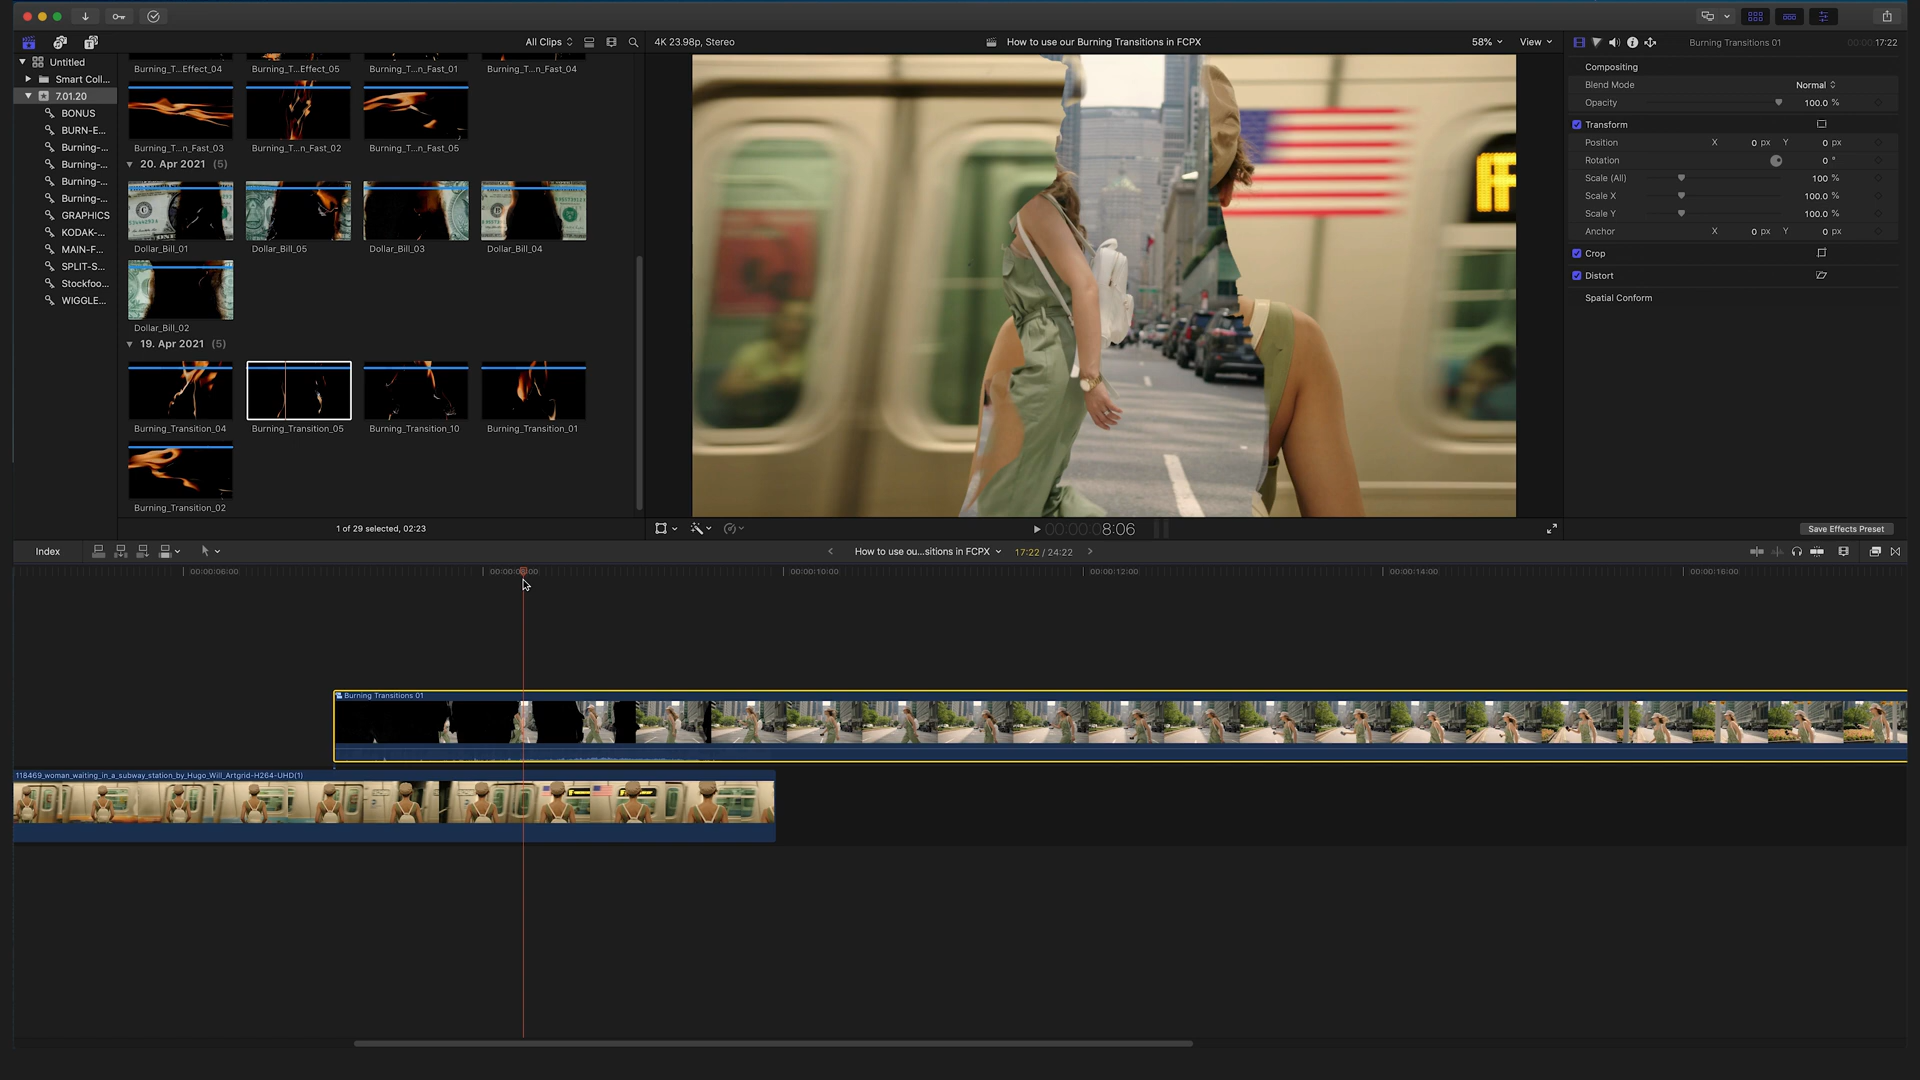 All Clips
4K 23.98p, Stereo
How to use our Burning Transitions in FCPX
58%
View
Burning Transitions 01
00:00:17:22
Untitled
Smart Coll...
7.01.20
BONUS
BURN-E...
Burning-...
Burning-...
Burning-...
Burning-...
GRAPHICS
KODAK-...
MAIN-F...
SPLIT-S...
Stockfoo...
WIGGLE...
Burning_T...Effect_04
Burning_T...Effect_05
Burning_T...n_Fast_01
Burning_T...n_Fast_04
Burning_T...n_Fast_03
Burning_T...n_Fast_02
Burning_T...n_Fast_05
20. Apr 2021 (5)
Dollar_Bill_01
Dollar_Bill_05
Dollar_Bill_03
Dollar_Bill_04
Dollar_Bill_02
19. Apr 2021 (5)
Burning_Transition_04
Burning_Transition_05
Burning_Transition_10
Burning_Transition_01
Burning_Transition_02
1 of 29 selected, 02:23
00:00:08:06
Compositing
Blend Mode Normal
Opacity 100.0 %
Transform
Position X 0 px Y 0 px
Rotation 0 °
Scale (All) 100 %
Scale X 100.0 %
Scale Y 100.0 %
Anchor X 0 px Y 0 px
Crop
Distort
Spatial Conform
Save Effects Preset
Index
How to use ou...sitions in FCPX
17:22 / 24:22
00:00:06:00
00:00:10:00
00:00:12:00
00:00:14:00
00:00:16:00
Burning Transitions 01
118469_woman_waiting_in_a_subway_station_by_Hugo_Will_Artgrid-H264-UHD(1)